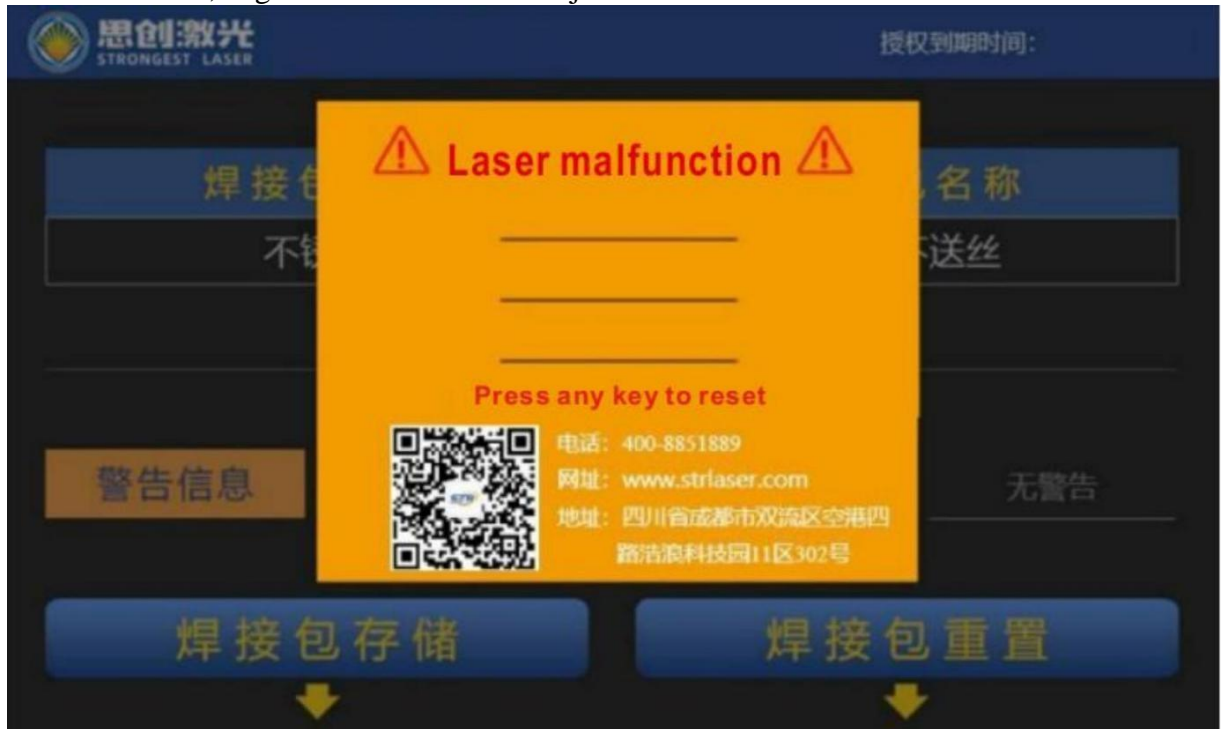 思创激光
STRONGEST LASER
授权到期时间:
Laser malfunction
焊接包
名称
不锈
送丝
Press any key to reset
电话: 400-8851889
网址: www.strlaser.com
地址: 四川省成都市双流区空港四
路浩浪科技园11区302号
警告信息
无警告
焊接包存储
焊接包重置